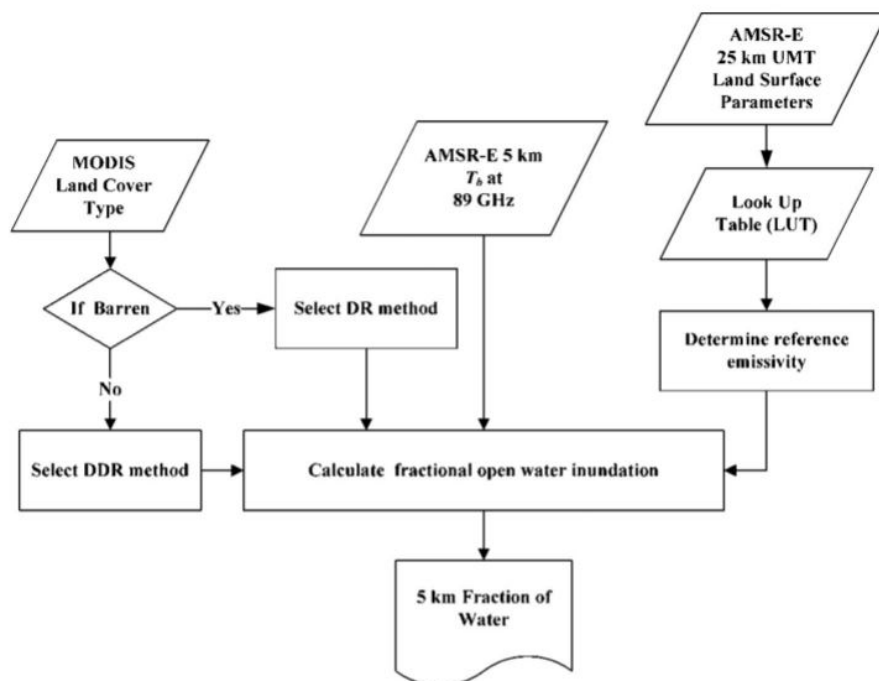 AMSR-E
25 km UMT
Land Surface
Parameters
MODIS
Land Cover
Type
AMSR-E 5 km
Tb at
89 GHz
Look Up
Table (LUT)
If Barren
Yes
Select DR method
Determine reference
emissivity
No
Select DDR method
Calculate fractional open water inundation
5 km Fraction of
Water